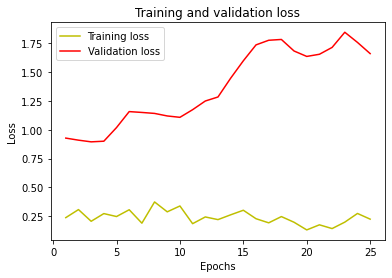 Training and validation loss
Training loss
Validation loss
Loss
1.75
1.50
1.25
1.00
0.75
0.50
0.25
0
5
10
15
20
25
Epochs